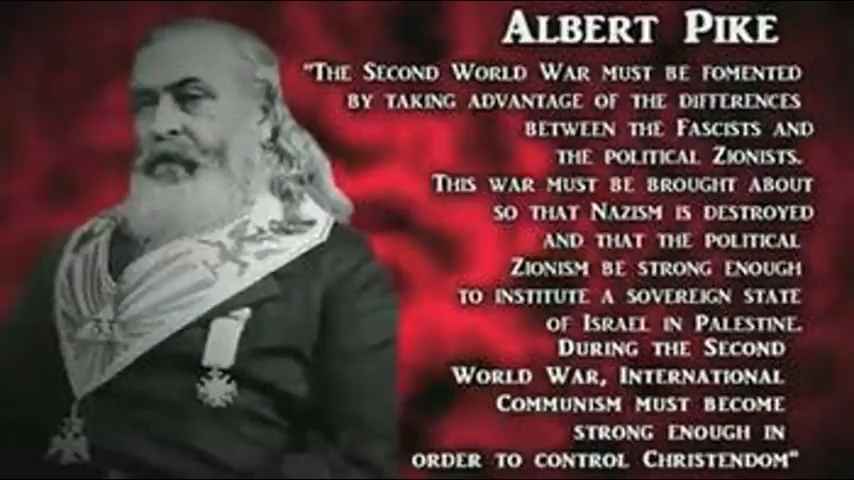 ALBERT PIKE
"THE SECOND WORLD WAR MUST BE FOMENTED
BY TAKING ADVANTAGE OF THE DIFFERENCES
BETWEEN THE FASCISTS AND
THE POLITICAL ZIONISTS.
THIS WAR MUST BE BROUGHT ABOUT
SO THAT NAZISM IS DESTROYED
AND THAT THE POLITICAL
ZIONISM BE STRONG ENOUGH
TO INSTITUTE A SOVEREIGN STATE
OF ISRAEL IN PALESTINE.
DURING THE SECOND
WORLD WAR, INTERNATIONAL
COMMUNISM MUST BECOME
STRONG ENOUGH IN
ORDER TO CONTROL CHRISTENDOM"